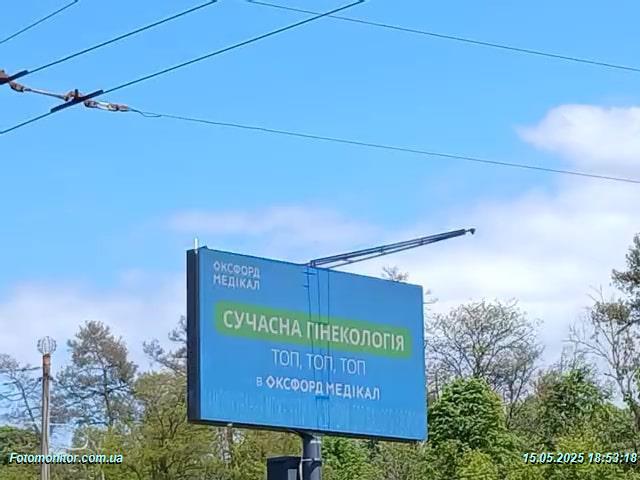 ОКСФОРД
МЕДІКАЛ
СУЧАСНА ГІНЕКОЛОГІЯ
ТОП, ТОП, ТОП
в ОКСФОРД МЕДІКАЛ
Fotomonitor.com.ua
15.05.2025 18:53:18